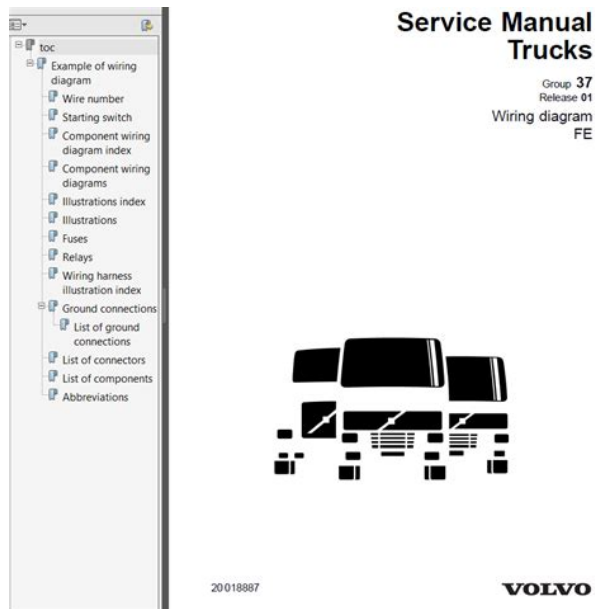 toc
Example of wiring
diagram
Wire number
Starting switch
Component wiring
diagram index
Component wiring
diagrams
Illustrations index
Illustrations
Fuses
Relays
Wiring harness
illustration index
Ground connections
List of ground
connections
List of connectors
List of components
Abbreviations
Service Manual
Trucks
Group 37
Release 01
Wiring diagram
FE
20018887
VOLVO